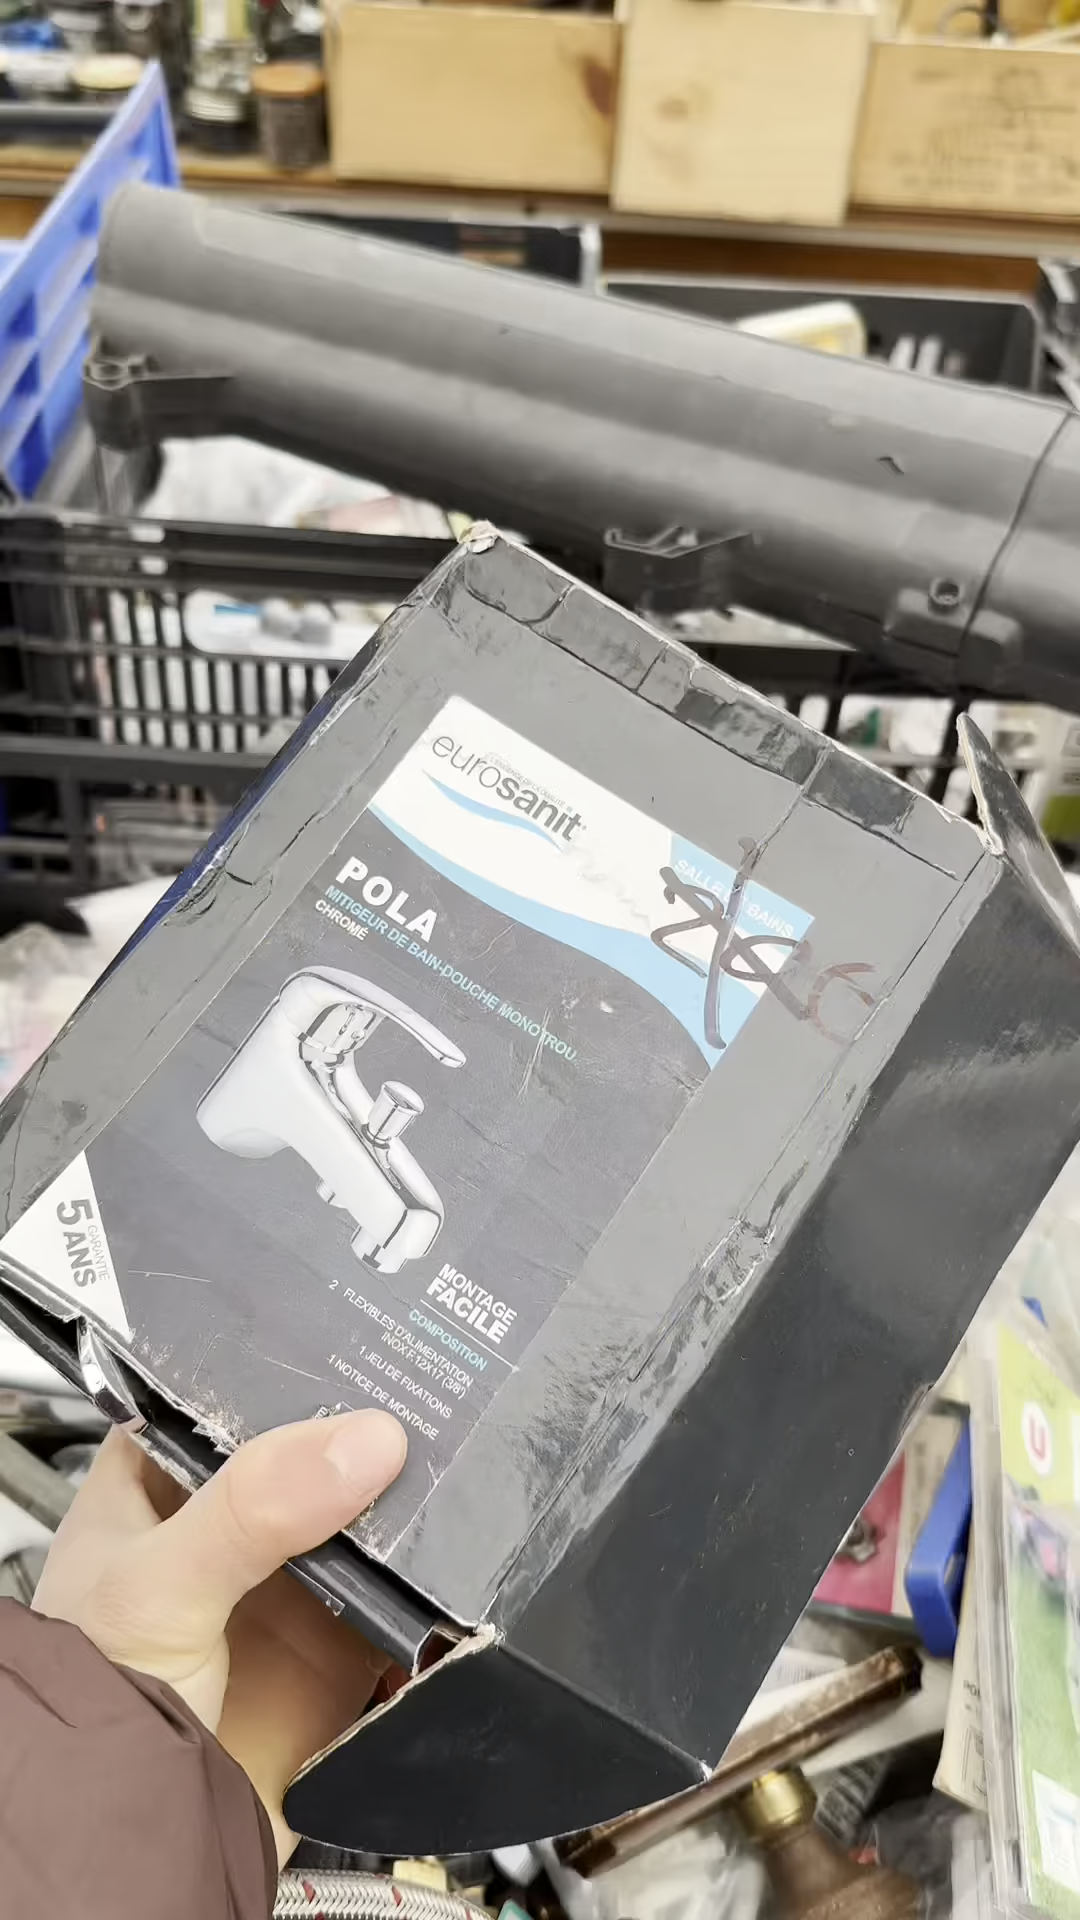 eurosanit
SALLE DE BAINS
POLA
MITIGEUR DE BAIN-DOUCHE MONOTROU
CHROMÉ
GARANTIE
5 ANS
MONTAGE
FACILE
COMPOSITION
2 FLEXIBLES D'ALIMENTATION
INOX F.12X17 (3/8')
1 JEU DE FIXATIONS
1 NOTICE DE MONTAGE
U